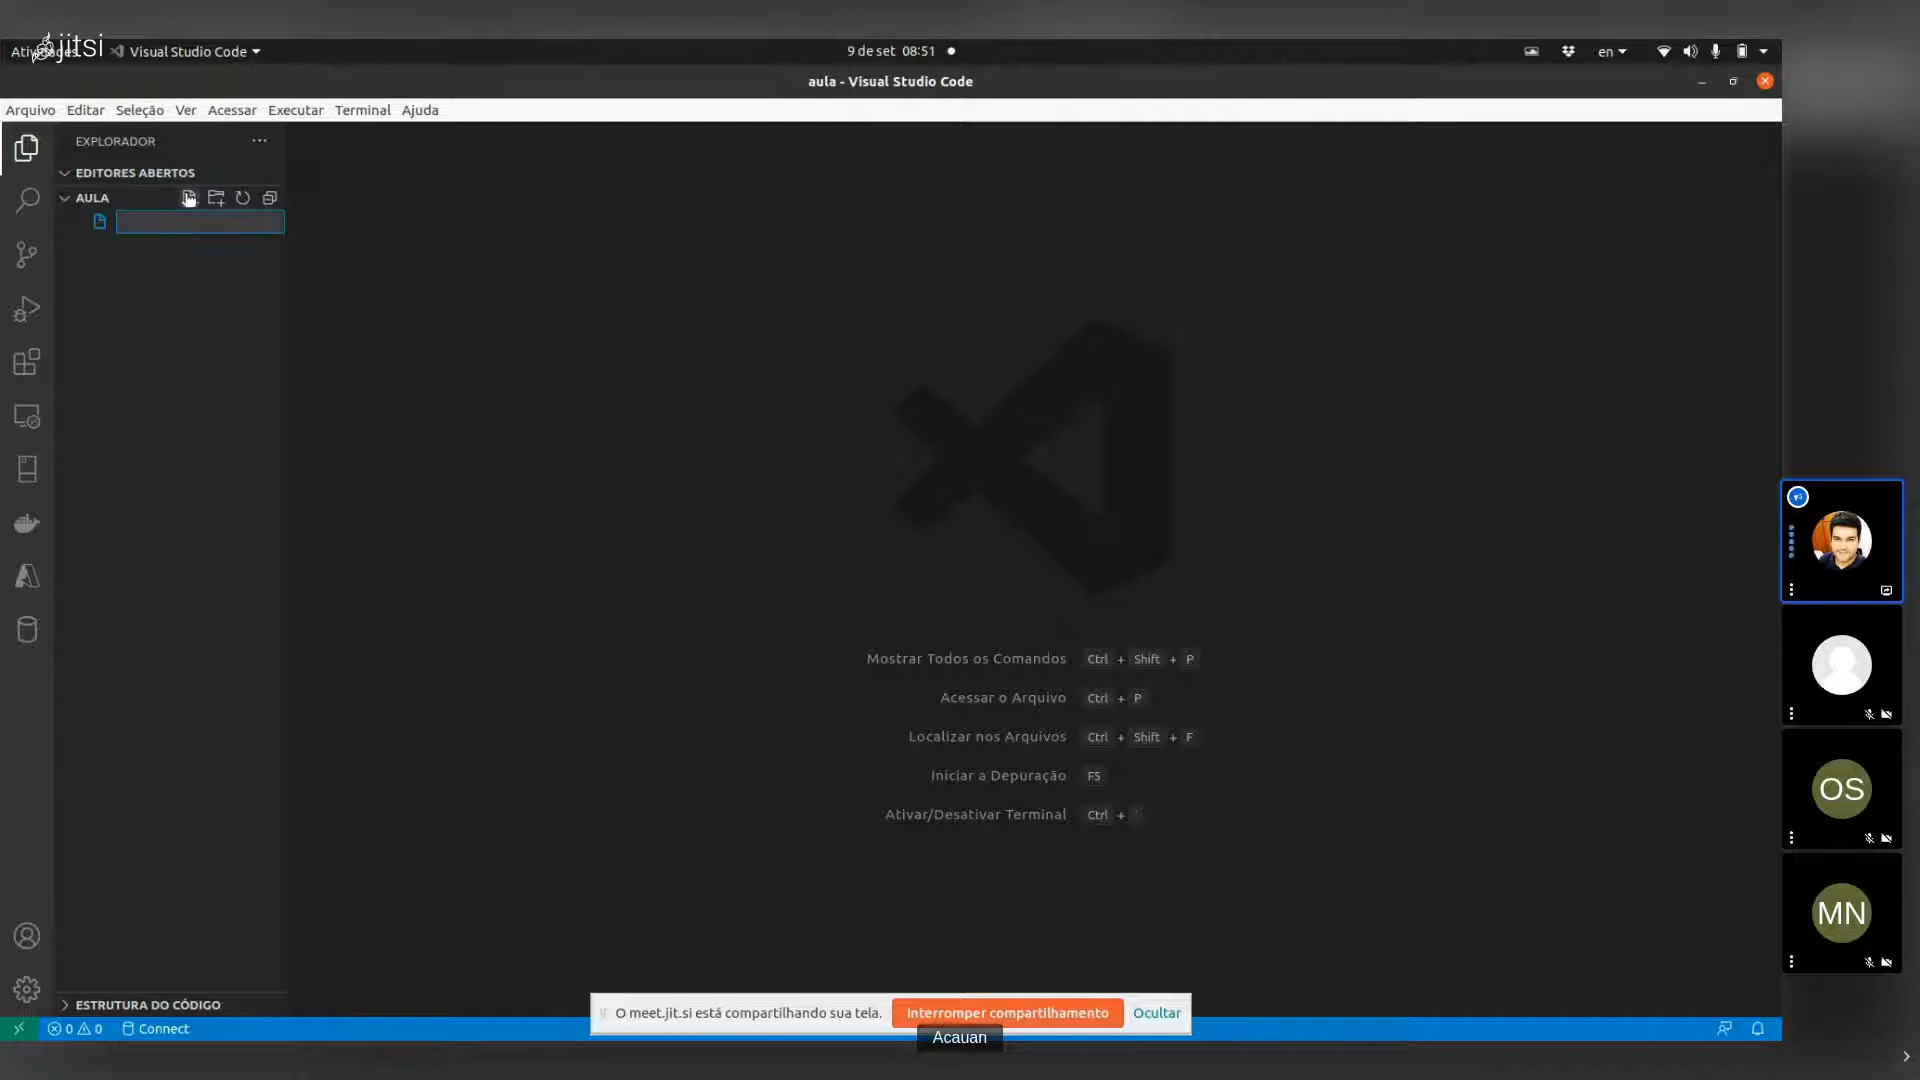 jitsi
Visual Studio Code
9 de set 08:51
en
aula - Visual Studio Code
Arquivo Editar Seleção Ver Acessar Executar Terminal Ajuda
EXPLORADOR
EDITORES ABERTOS
AULA
Mostrar Todos os Comandos Ctrl + Shift + P
Acessar o Arquivo Ctrl + P
Localizar nos Arquivos Ctrl + Shift + F
Iniciar a Depuração F5
Ativar/Desativar Terminal Ctrl + `
OS
MN
ESTRUTURA DO CÓDIGO
O meet.jit.si está compartilhando sua tela. Interromper compartilhamento Ocultar
0 0 Connect
Acauan